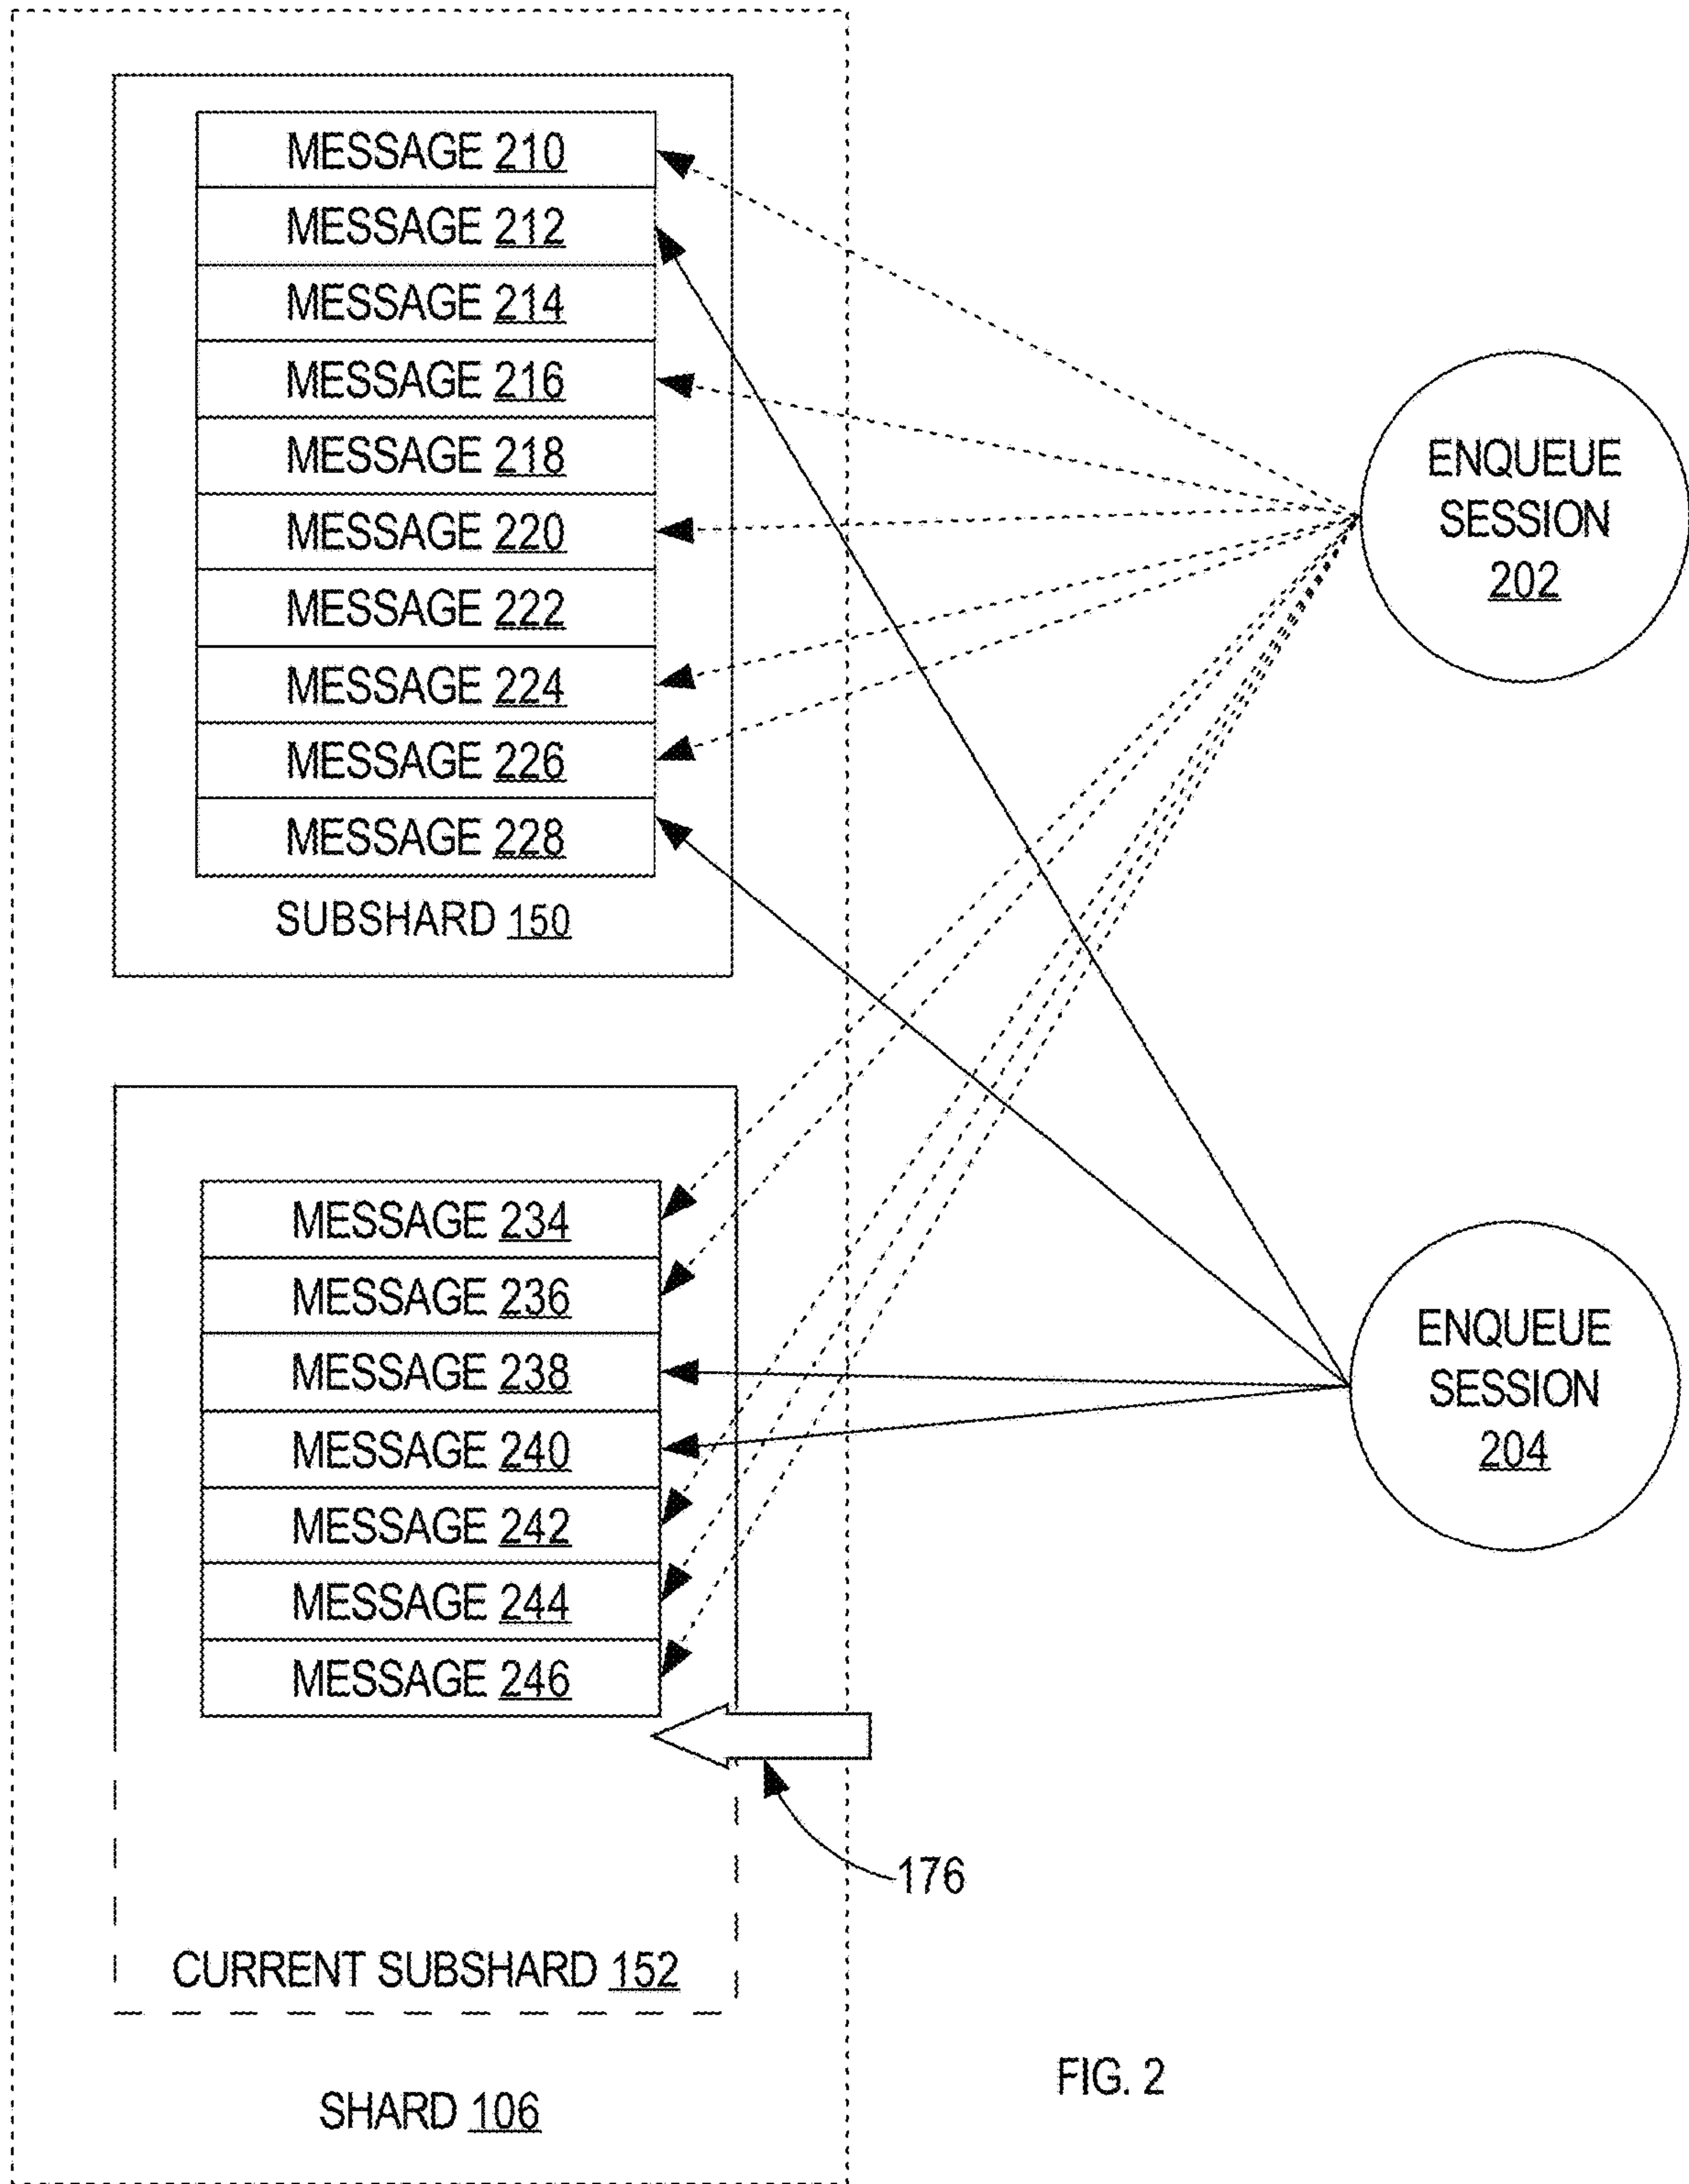 MESSAGE 210
MESSAGE 212
MESSAGE 214
MESSAGE 216
MESSAGE 218
MESSAGE 220
MESSAGE 222
MESSAGE 224
MESSAGE 226
MESSAGE 228
SUBSHARD 150
ENQUEUE
SESSION
202
MESSAGE 234
MESSAGE 236
MESSAGE 238
MESSAGE 240
MESSAGE 242
MESSAGE 244
MESSAGE 246
ENQUEUE
SESSION
204
176
CURRENT SUBSHARD 152
SHARD 106
FIG. 2